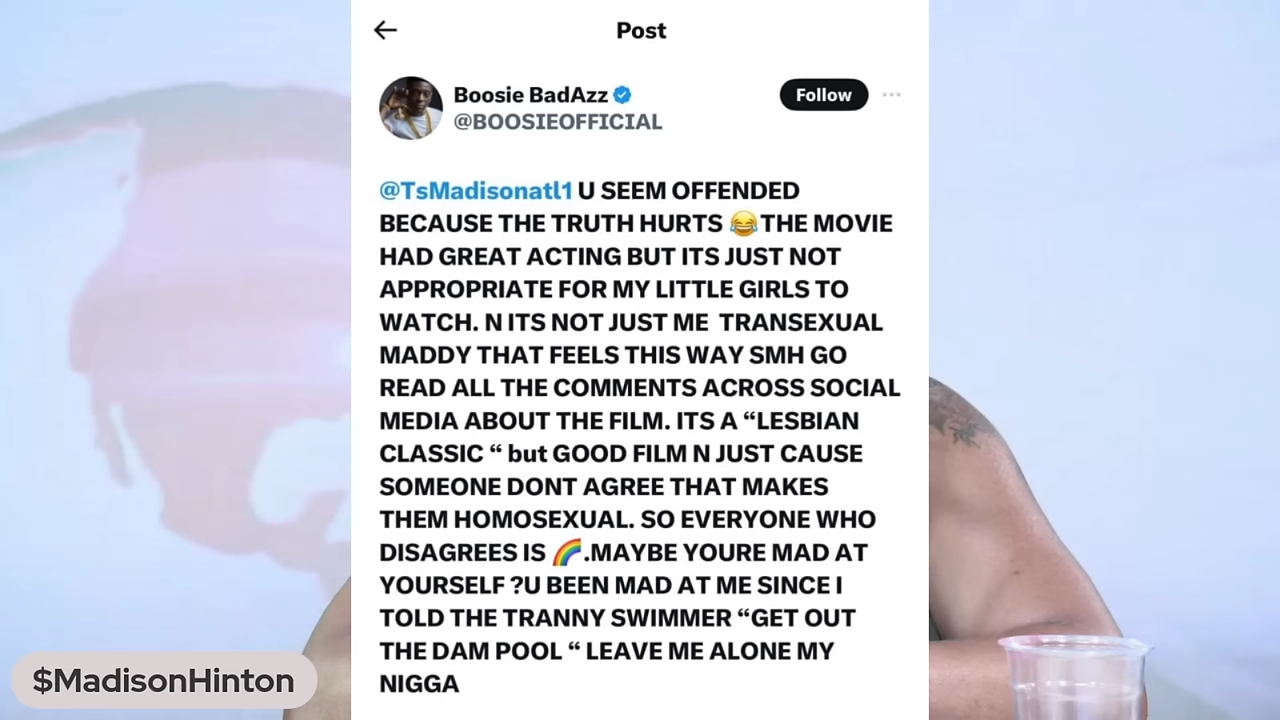 Post
Boosie BadAzz
@BOOSIEOFFICIAL
Follow
@TsMadisonatl1 U SEEM OFFENDED
BECAUSE THE TRUTH HURTS 😂THE MOVIE
HAD GREAT ACTING BUT ITS JUST NOT
APPROPRIATE FOR MY LITTLE GIRLS TO
WATCH. N ITS NOT JUST ME TRANSEXUAL
MADDY THAT FEELS THIS WAY SMH GO
READ ALL THE COMMENTS ACROSS SOCIAL
MEDIA ABOUT THE FILM. ITS A “LESBIAN
CLASSIC “ but GOOD FILM N JUST CAUSE
SOMEONE DONT AGREE THAT MAKES
THEM HOMOSEXUAL. SO EVERYONE WHO
DISAGREES IS 🌈.MAYBE YOURE MAD AT
YOURSELF ?U BEEN MAD AT ME SINCE I
TOLD THE TRANNY SWIMMER “GET OUT
THE DAM POOL “ LEAVE ME ALONE MY
NIGGA
$MadisonHinton